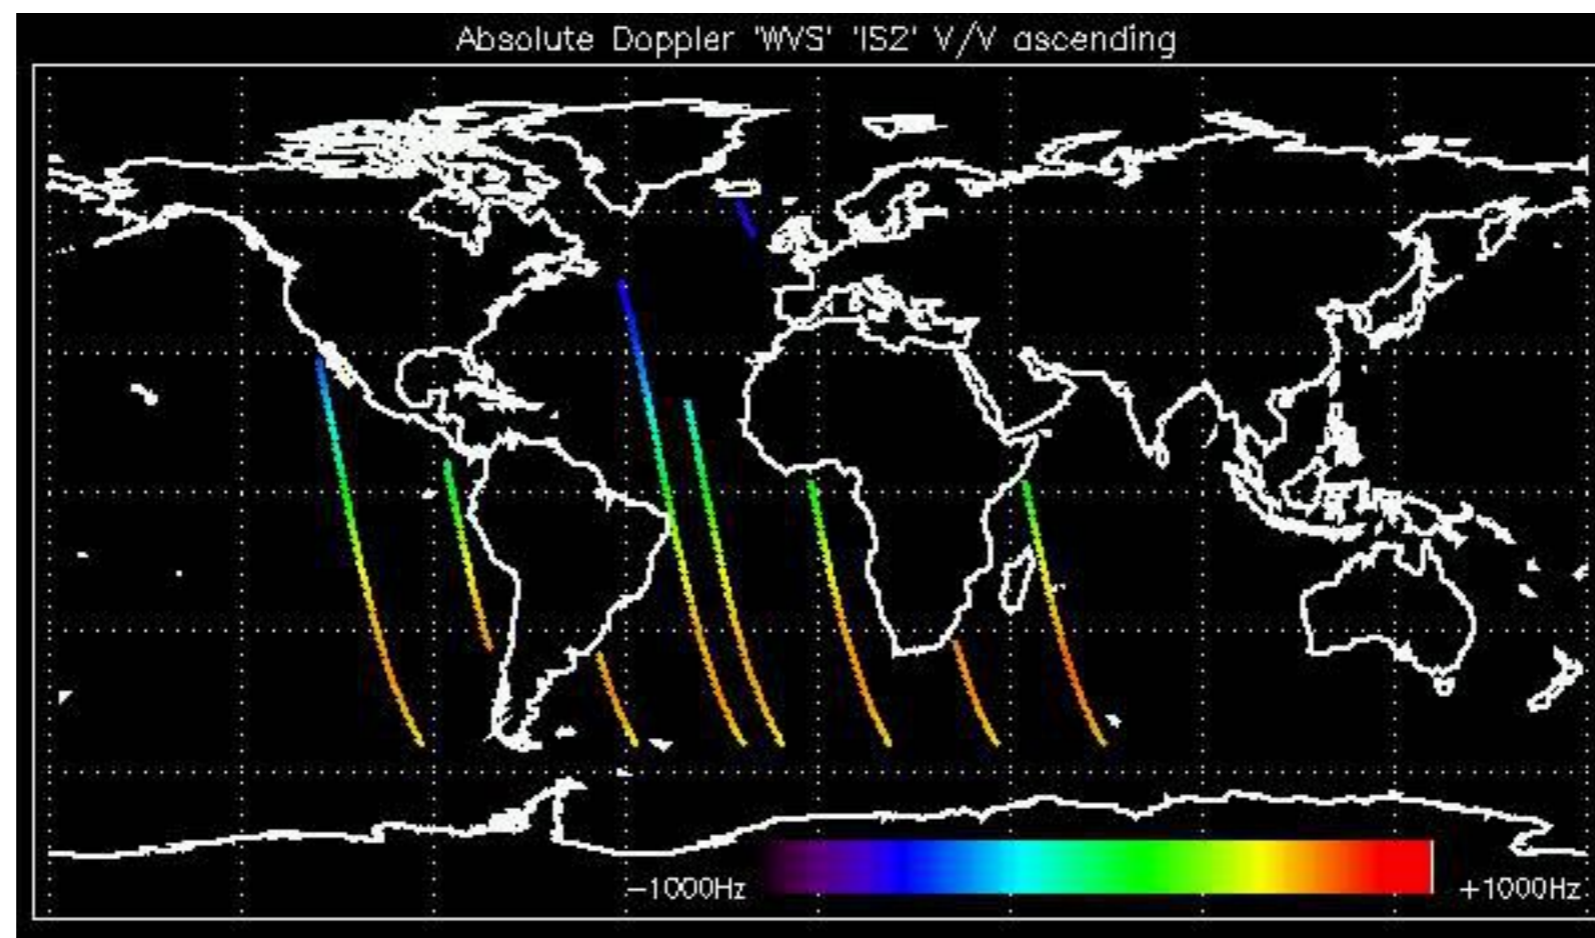 Absolute Doppler 'WVS' 'IS2' V/V ascending
-1000Hz +1000Hz